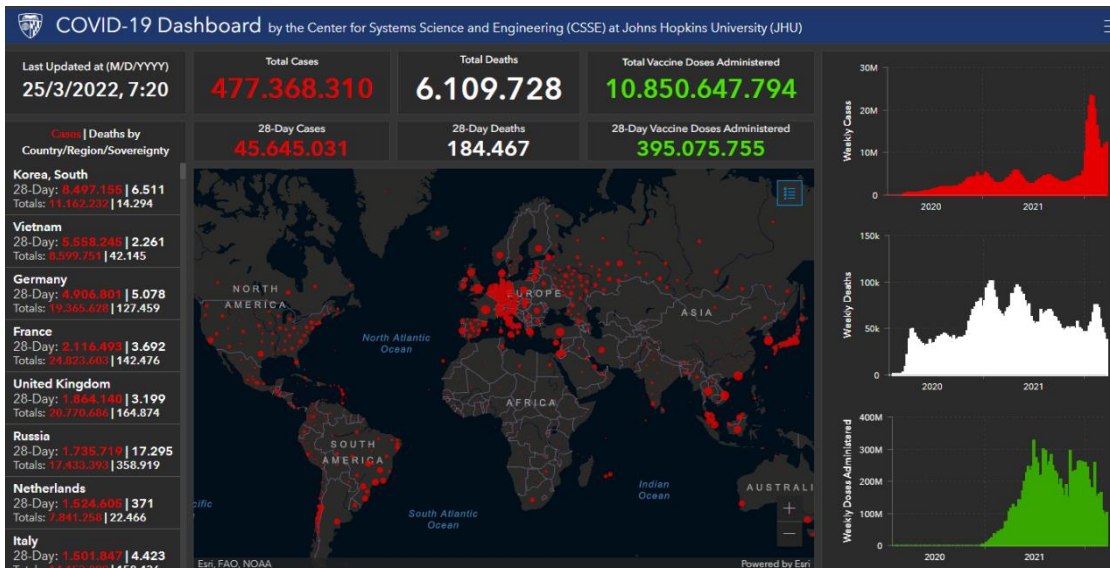 COVID-19 Dashboard by the Center for Systems Science and Engineering (CSSE) at Johns Hopkins University (JHU)
Last Updated at (M/D/YYYY)
25/3/2022, 7:20
Cases | Deaths by
Country/Region/Sovereignty
Korea, South
28-Day: 8.497.155 | 6.511
Totals: 11.162.232 | 14.294
Vietnam
28-Day: 5.558.245 | 2.261
Totals: 8.599.751 | 42.145
Germany
28-Day: 4.906.801 | 5.078
Totals: 19.365.628 | 127.459
France
28-Day: 2.116.493 | 3.692
Totals: 24.823.603 | 142.476
United Kingdom
28-Day: 1.864.140 | 3.199
Totals: 20.770.686 | 164.874
Russia
28-Day: 1.735.719 | 17.295
Totals: 17.433.393 | 358.919
Netherlands
28-Day: 1.524.605 | 371
Totals: 7.841.258 | 22.466
Italy
28-Day: 1.501.847 | 4.423
Total Cases
477.368.310
Total Deaths
6.109.728
Total Vaccine Doses Administered
10.850.647.794
28-Day Cases
45.645.031
28-Day Deaths
184.467
28-Day Vaccine Doses Administered
395.075.755
NORTH
AMERICA
EUROPE
ASIA
North Atlantic
Ocean
AFRICA
SOUTH
AMERICA
Indian
Ocean
AUSTRALI
cific
South Atlantic
Ocean
+
−
Esri, FAO, NOAA
Powered by Esri
Weekly Cases
30M
20M
10M
0
2020
2021
Weekly Deaths
150k
100k
50k
0
2020
2021
Weekly Doses Administered
400M
300M
200M
100M
0
2020
2021